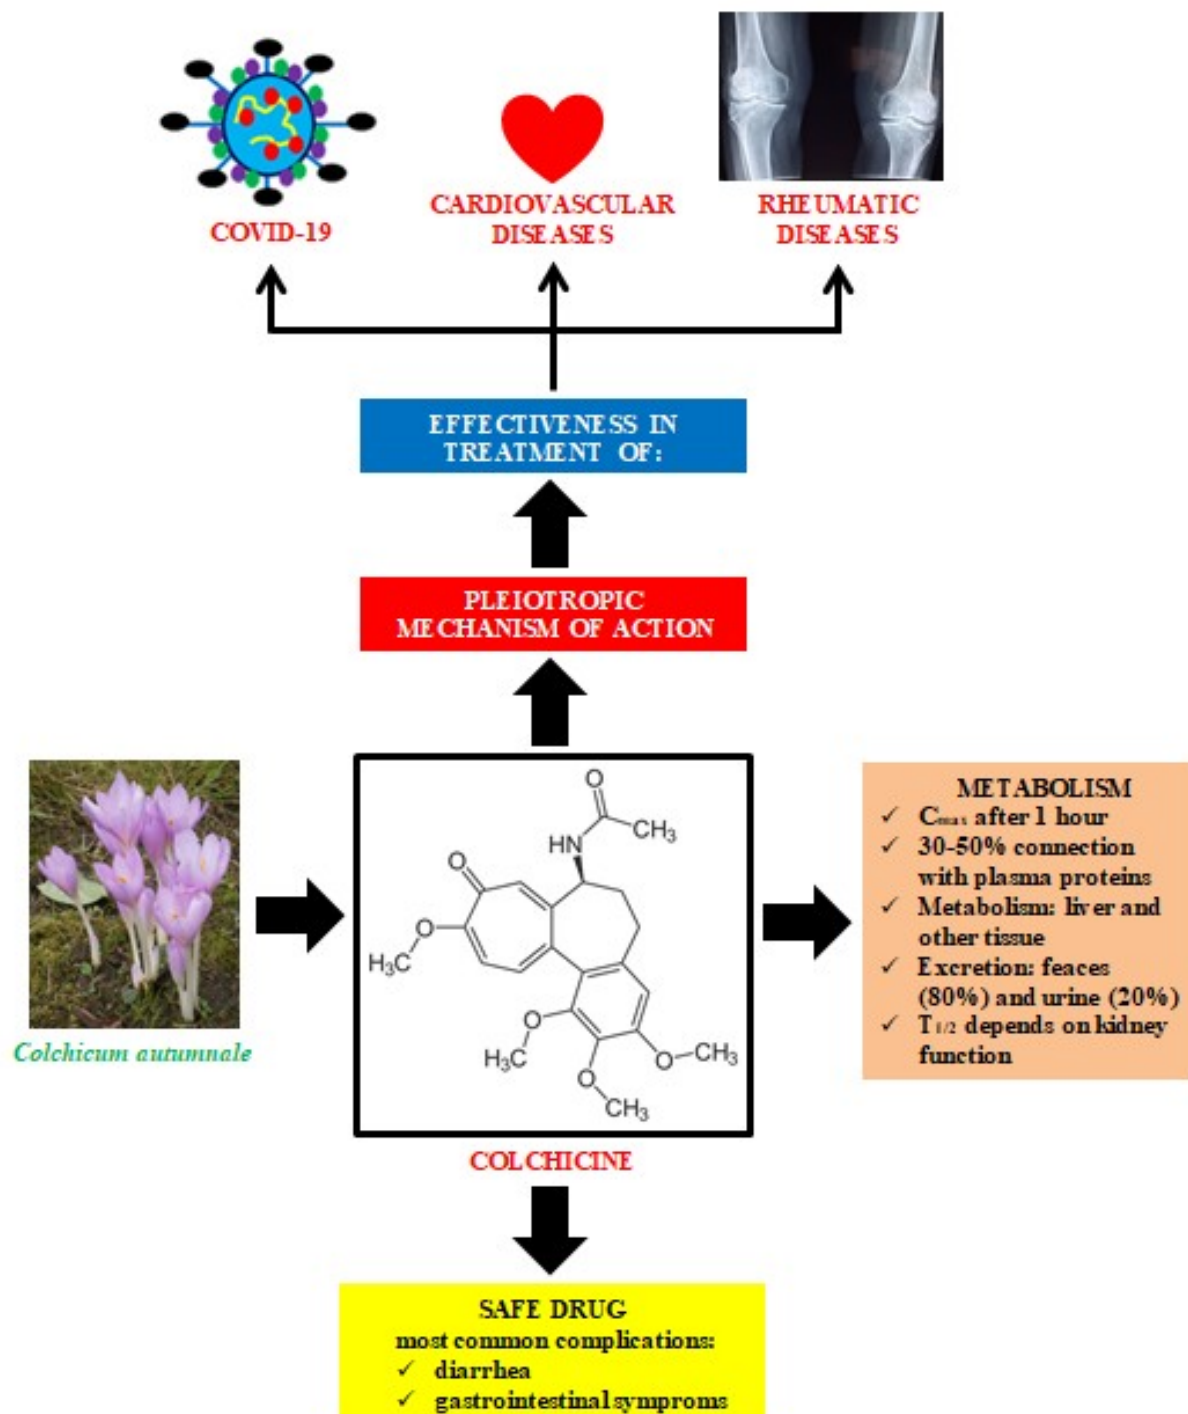 COVID-19
CARDIOVASCULAR
DISEASES
RHEUMATIC
DISEASES
EFFECTIVENESS IN
TREATMENT OF:
PLEIOTROPIC
MECHANISM OF ACTION
Colchicum autumnale
O
HN
CH₃
O
O
H₃C
O
H₃C
O
CH₃
O
CH₃
COLCHICINE
METABOLISM
✓ Cmax after 1 hour
✓ 30-50% connection
with plasma proteins
✓ Metabolism: liver and
other tissue
✓ Excretion: feaces
(80%) and urine (20%)
✓ T1/2 depends on kidney
function
SAFE DRUG
most common complications:
✓ diarrhea
✓ gastrointestinal symproms